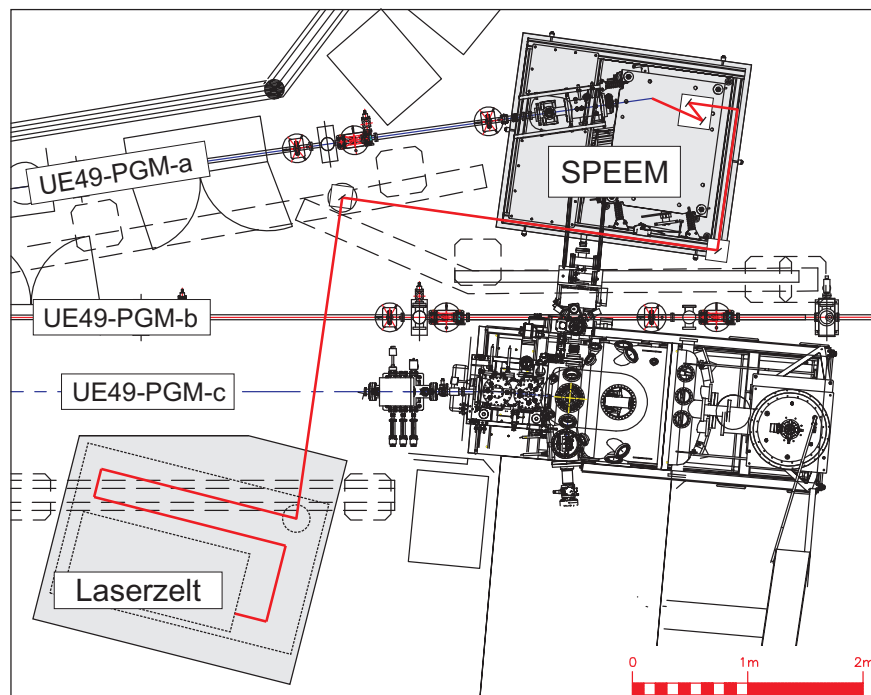 UE49-PGM-a
SPEEM
UE49-PGM-b
UE49-PGM-c
Laserzelt
0 1m 2m